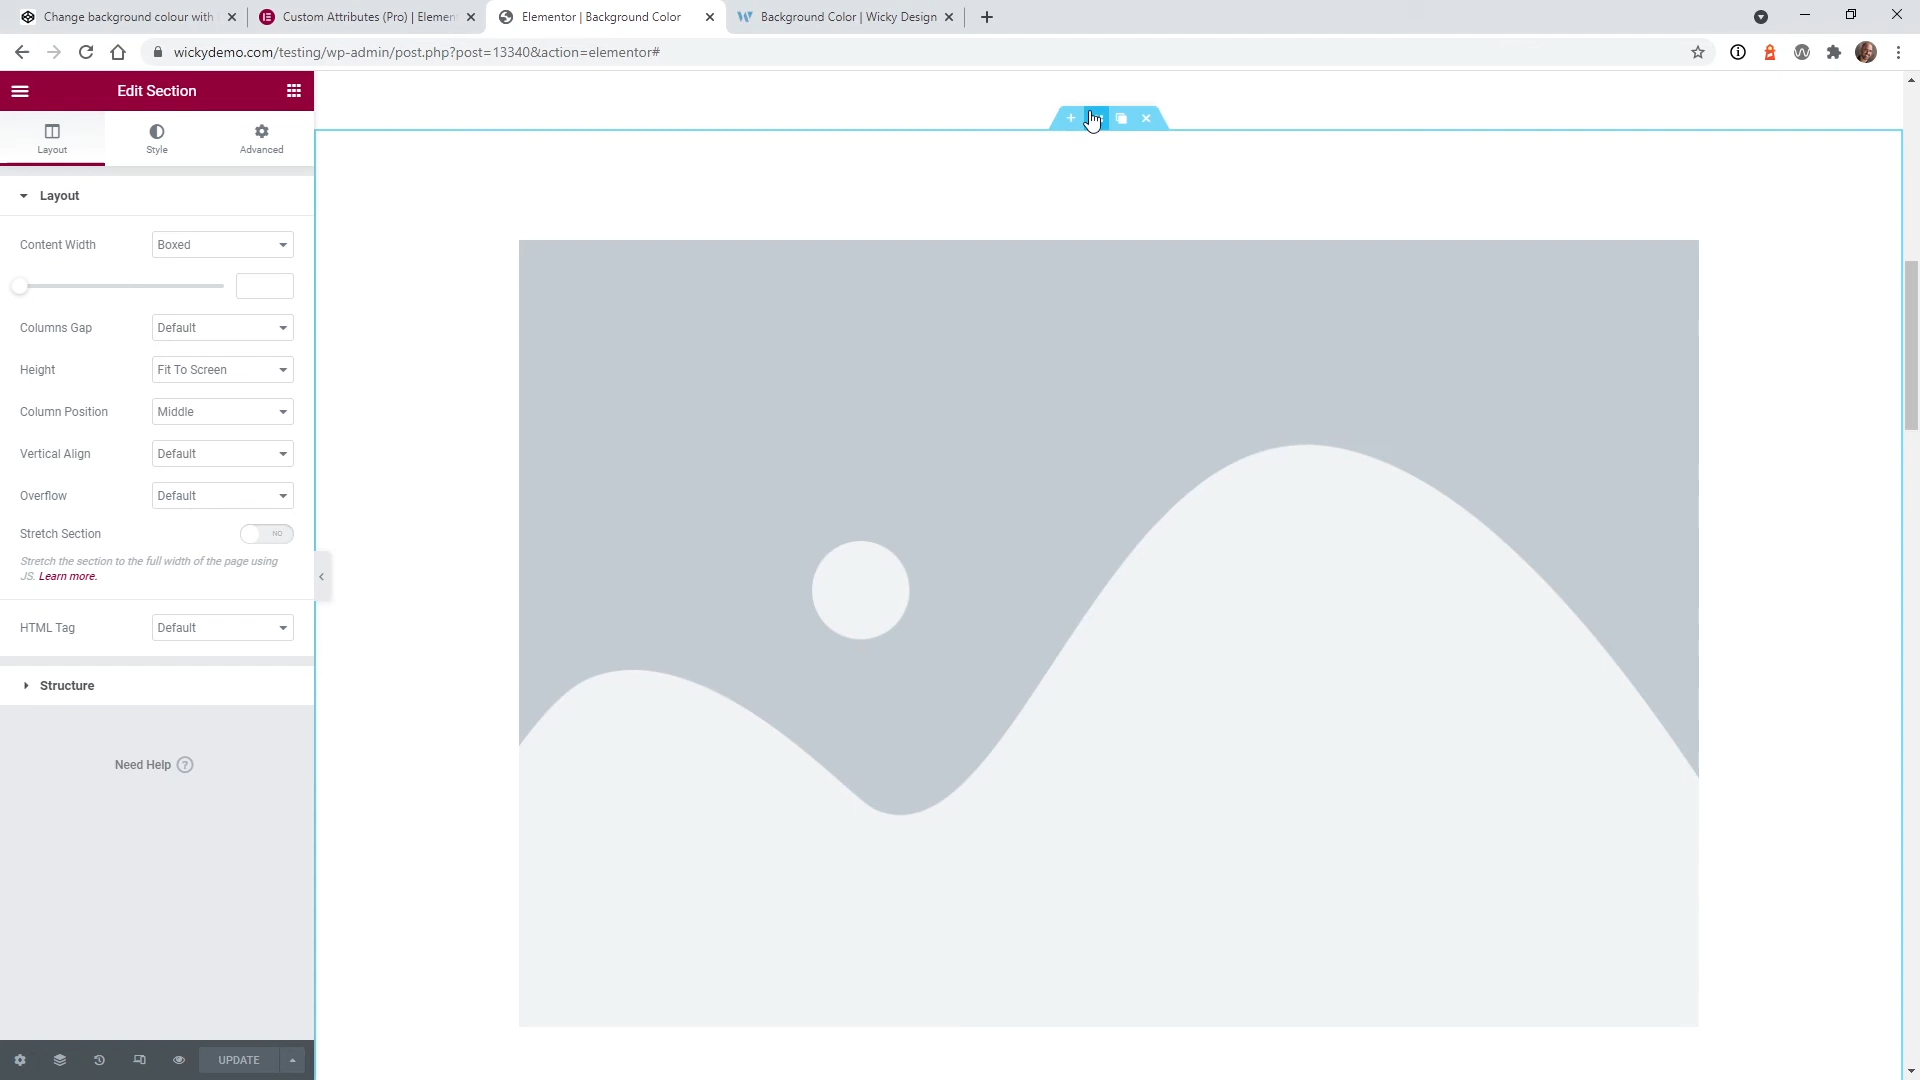 Change background colour with
Custom Attributes (Pro) | Elemen
Elementor | Background Color
Background Color | Wicky Design
wickydemo.com/testing/wp-admin/post.php?post=13340&action=elementor#
Edit Section
Layout
Style
Advanced
Layout
Content Width
Boxed
Columns Gap
Default
Height
Fit To Screen
Column Position
Middle
Vertical Align
Default
Overflow
Default
Stretch Section
NO
Stretch the section to the full width of the page using
JS. Learn more.
HTML Tag
Default
Structure
Need Help ?
UPDATE